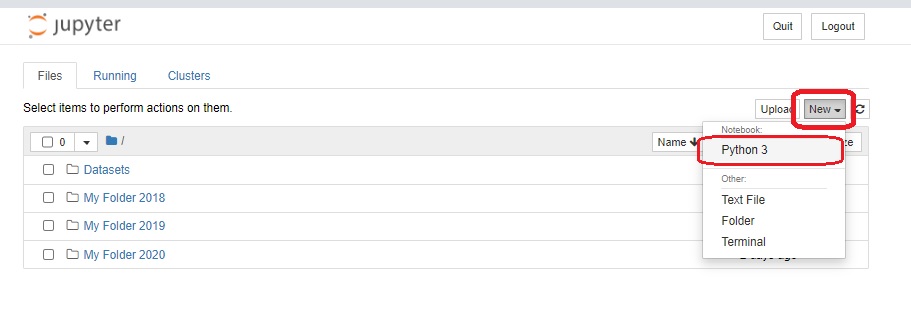 jupyter
Quit Logout
Files Running Clusters
Select items to perform actions on them.
Upload New
0 / Name ze
Notebook:
Python 3
Datasets
Other:
My Folder 2018 Text File
My Folder 2019 Folder
Terminal
My Folder 2020